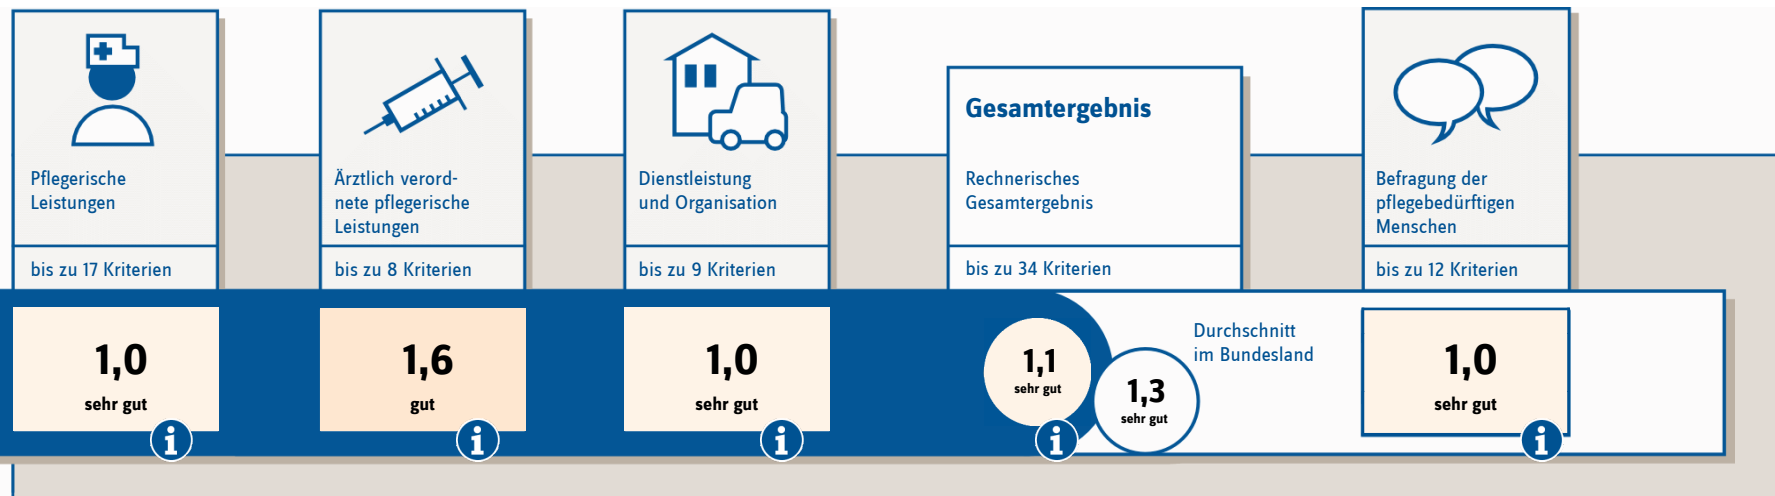 Pflegerische
Leistungen
bis zu 17 Kriterien
1,0
sehr gut
i
Ärztlich verord-
nete pflegerische
Leistungen
bis zu 8 Kriterien
1,6
gut
i
Dienstleistung
und Organisation
bis zu 9 Kriterien
1,0
sehr gut
i
Gesamtergebnis
Rechnerisches
Gesamtergebnis
bis zu 34 Kriterien
1,1
sehr gut
i
1,3
sehr gut
Durchschnitt
im Bundesland
Befragung der
pflegebedürftigen
Menschen
bis zu 12 Kriterien
1,0
sehr gut
i